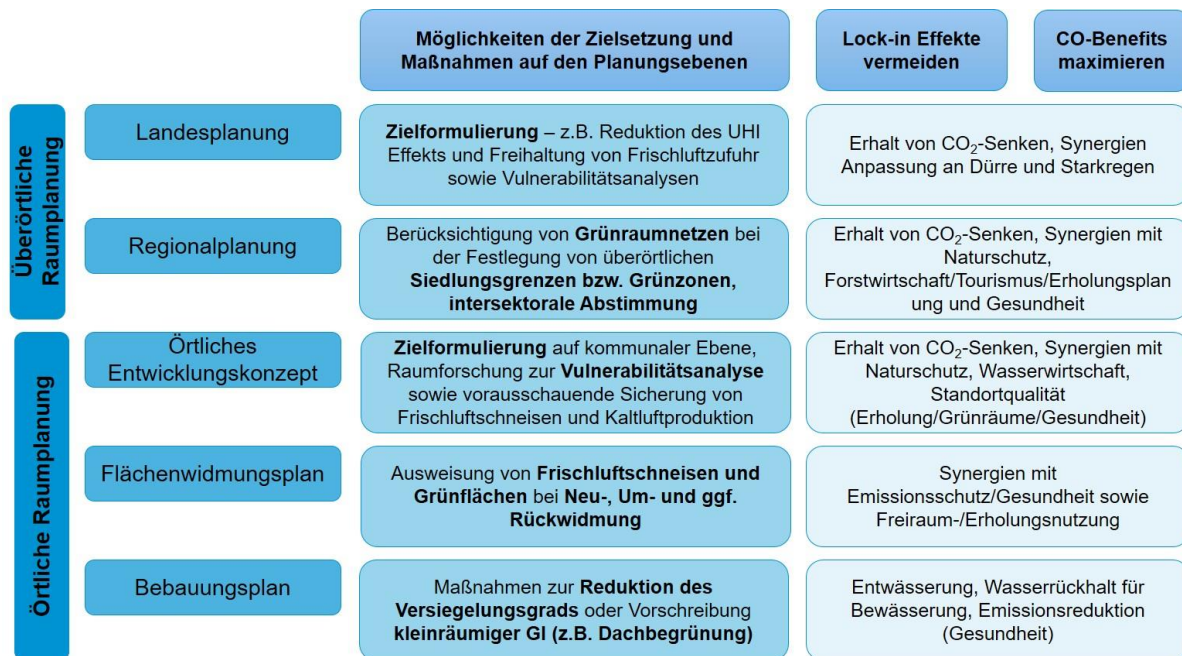 Möglichkeiten der Zielsetzung und
Maßnahmen auf den Planungsebenen
Lock-in Effekte
vermeiden
CO-Benefits
maximieren
Überörtliche
Raumplanung
Landesplanung
Zielformulierung – z.B. Reduktion des UHI
Effekts und Freihaltung von Frischluftzufuhr
sowie Vulnerabilitätsanalysen
Erhalt von CO₂-Senken, Synergien
Anpassung an Dürre und Starkregen
Regionalplanung
Berücksichtigung von Grünraumnetzen bei
der Festlegung von überörtlichen
Siedlungsgrenzen bzw. Grünzonen,
intersektorale Abstimmung
Erhalt von CO₂-Senken, Synergien mit
Naturschutz,
Forstwirtschaft/Tourismus/Erholungsplan
ung und Gesundheit
Örtliche Raumplanung
Örtliches
Entwicklungskonzept
Zielformulierung auf kommunaler Ebene,
Raumforschung zur Vulnerabilitätsanalyse
sowie vorausschauende Sicherung von
Frischluftschneisen und Kaltluftproduktion
Erhalt von CO₂-Senken, Synergien mit
Naturschutz, Wasserwirtschaft,
Standortqualität
(Erholung/Grünräume/Gesundheit)
Flächenwidmungsplan
Ausweisung von Frischluftschneisen und
Grünflächen bei Neu-, Um- und ggf.
Rückwidmung
Synergien mit
Emissionsschutz/Gesundheit sowie
Freiraum-/Erholungsnutzung
Bebauungsplan
Maßnahmen zur Reduktion des
Versiegelungsgrads oder Vorschreibung
kleinräumiger GI (z.B. Dachbegrünung)
Entwässerung, Wasserrückhalt für
Bewässerung, Emissionsreduktion
(Gesundheit)